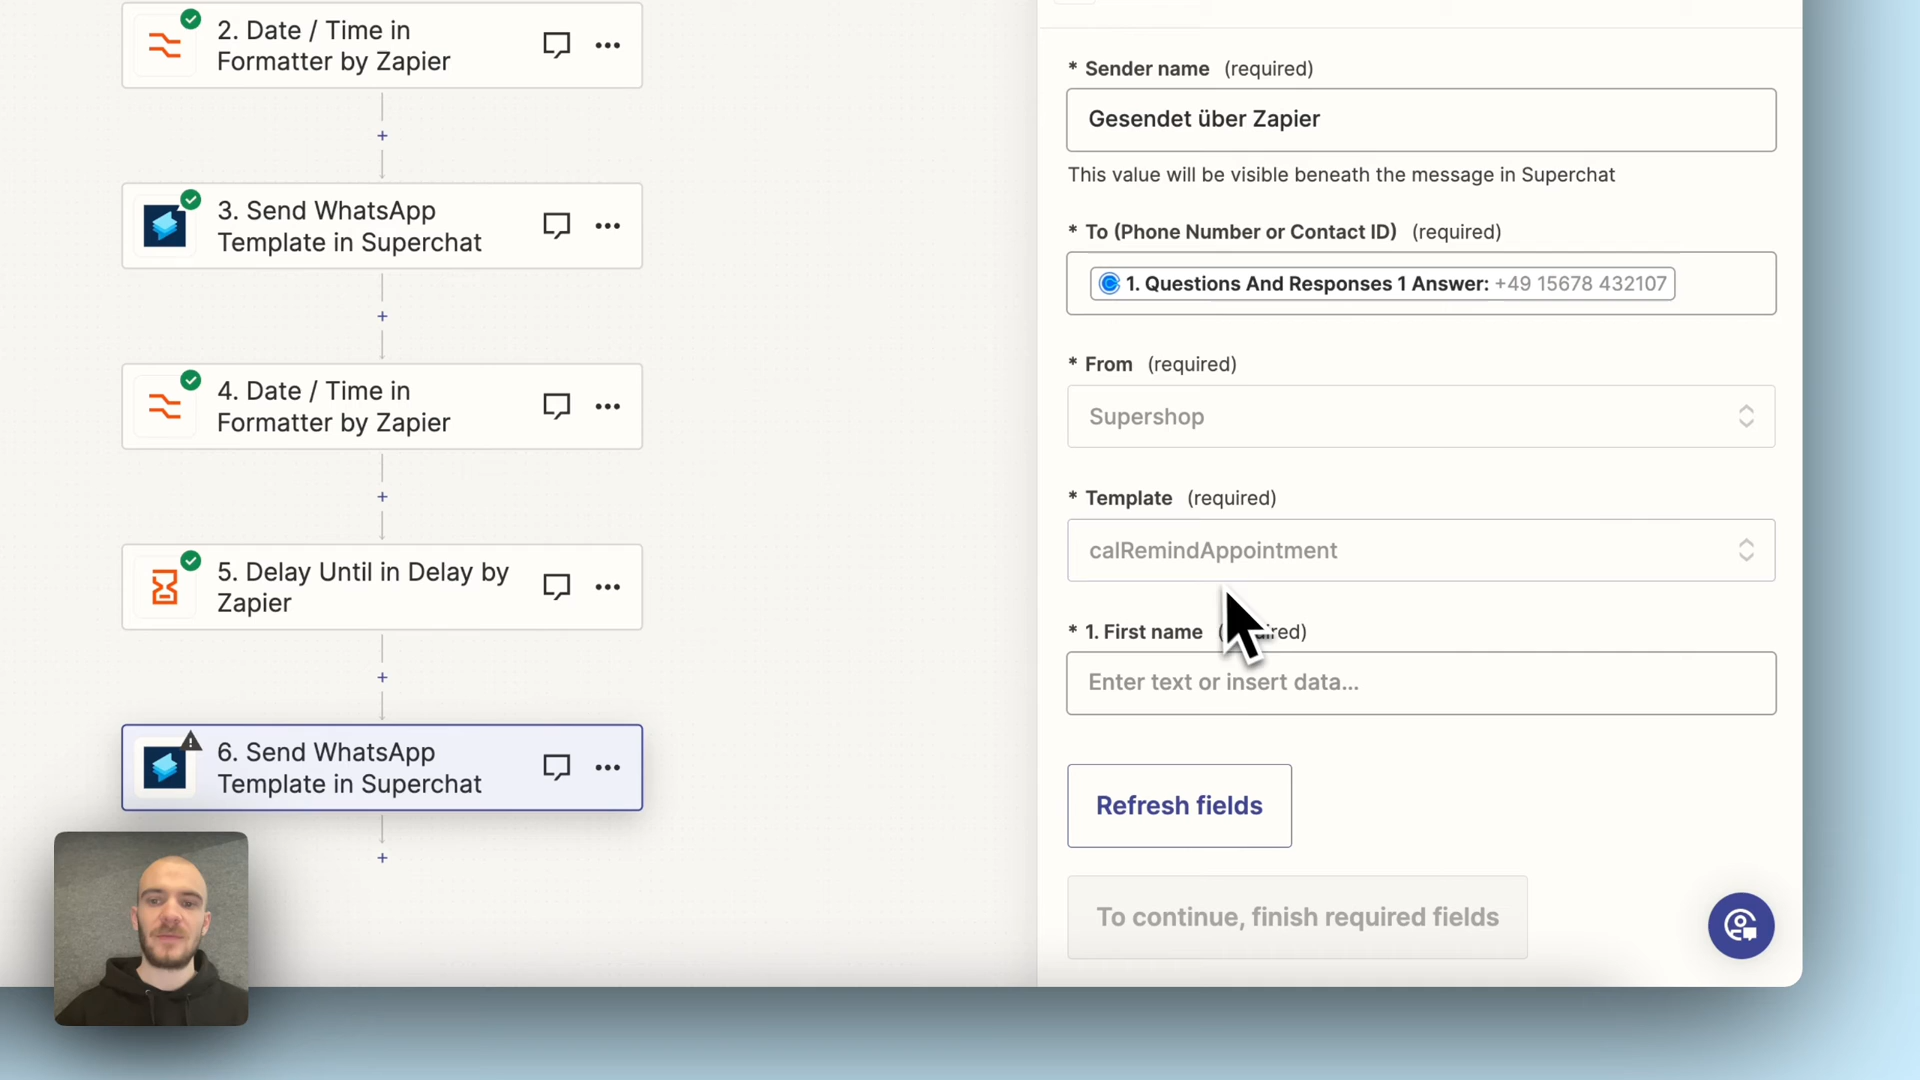 2. Date / Time in
Formatter by Zapier
3. Send WhatsApp
Template in Superchat
4. Date / Time in
Formatter by Zapier
5. Delay Until in Delay by
Zapier
6. Send WhatsApp
Template in Superchat
* Sender name (required)
Gesendet über Zapier
This value will be visible beneath the message in Superchat
* To (Phone Number or Contact ID) (required)
1. Questions And Responses 1 Answer: +49 15678 432107
* From (required)
Supershop
* Template (required)
calRemindAppointment
* 1. First name
Enter text or insert data...
Refresh fields
To continue, finish required fields